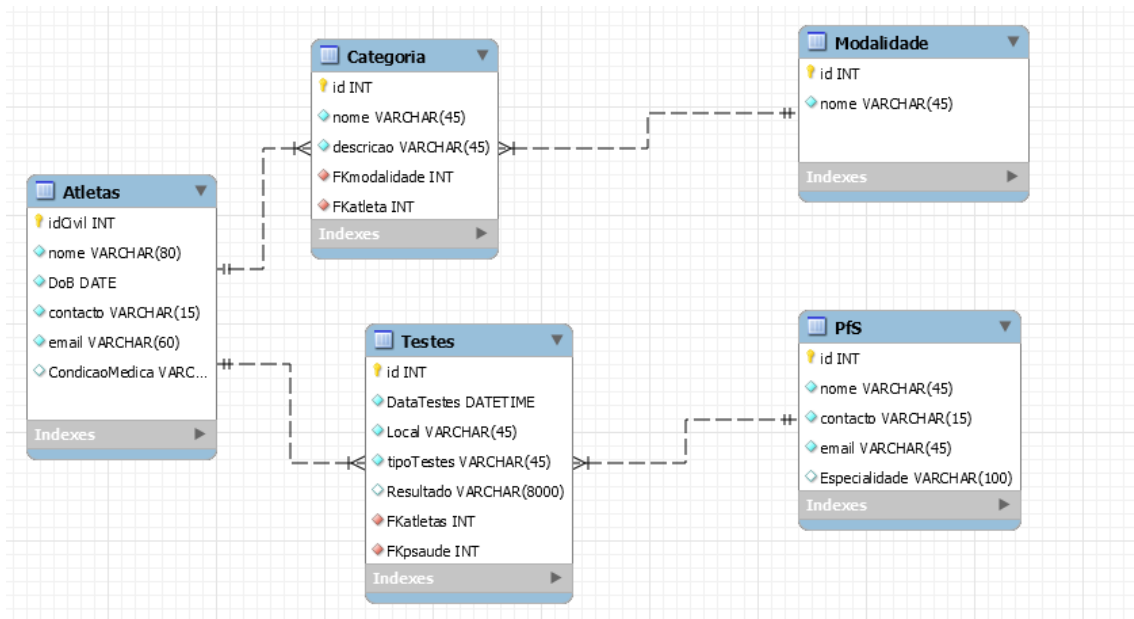 Categoria
id INT
nome VARCHAR(45)
descricao VARCHAR(45)
FKmodalidade INT
FKatleta INT
Indexes
Modalidade
id INT
nome VARCHAR(45)
Indexes
Atletas
idCivil INT
nome VARCHAR(80)
DoB DATE
contacto VARCHAR(15)
email VARCHAR(60)
CondicaoMedica VARC...
Indexes
Testes
id INT
DataTestes DATETIME
Local VARCHAR(45)
tipoTestes VARCHAR(45)
Resultado VARCHAR(8000)
FKatletas INT
FKpsaude INT
Indexes
PfS
id INT
nome VARCHAR(45)
contacto VARCHAR(15)
email VARCHAR(45)
Especialidade VARCHAR(100)
Indexes